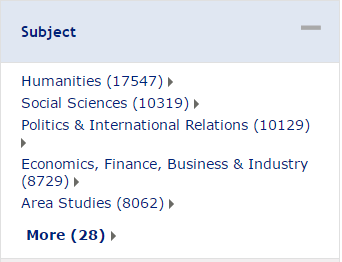 Subject
Humanities (17547)
Social Sciences (10319)
Politics & International Relations (10129)
Economics, Finance, Business & Industry
(8729)
Area Studies (8062)
More (28)